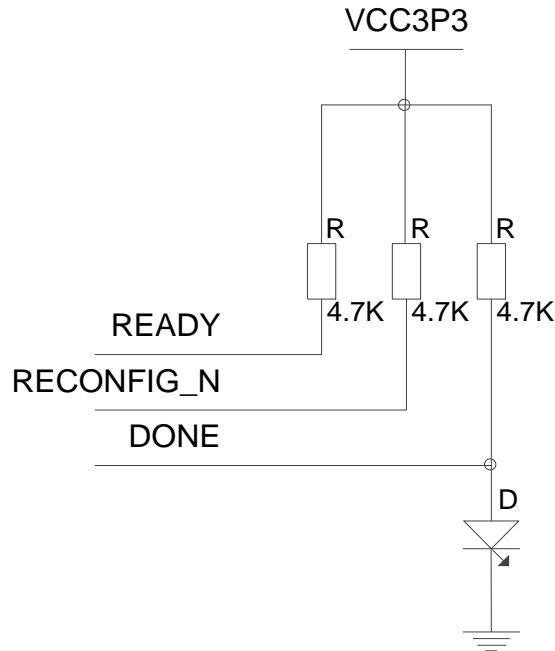 VCC3P3
R R R
4.7K 4.7K 4.7K
READY
RECONFIG_N
DONE
D